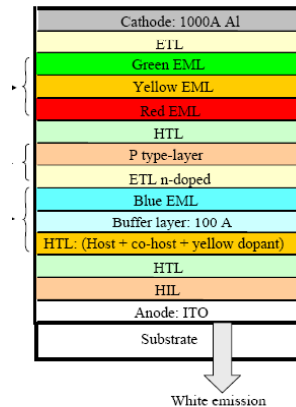 Cathode: 1000A Al
ETL
Green EML
Yellow EML
Red EML
HTL
P type-layer
ETL n-doped
Blue EML
Buffer layer: 100 A
HTL: (Host + co-host + yellow dopant)
HTL
HIL
Anode: ITO
Substrate
White emission